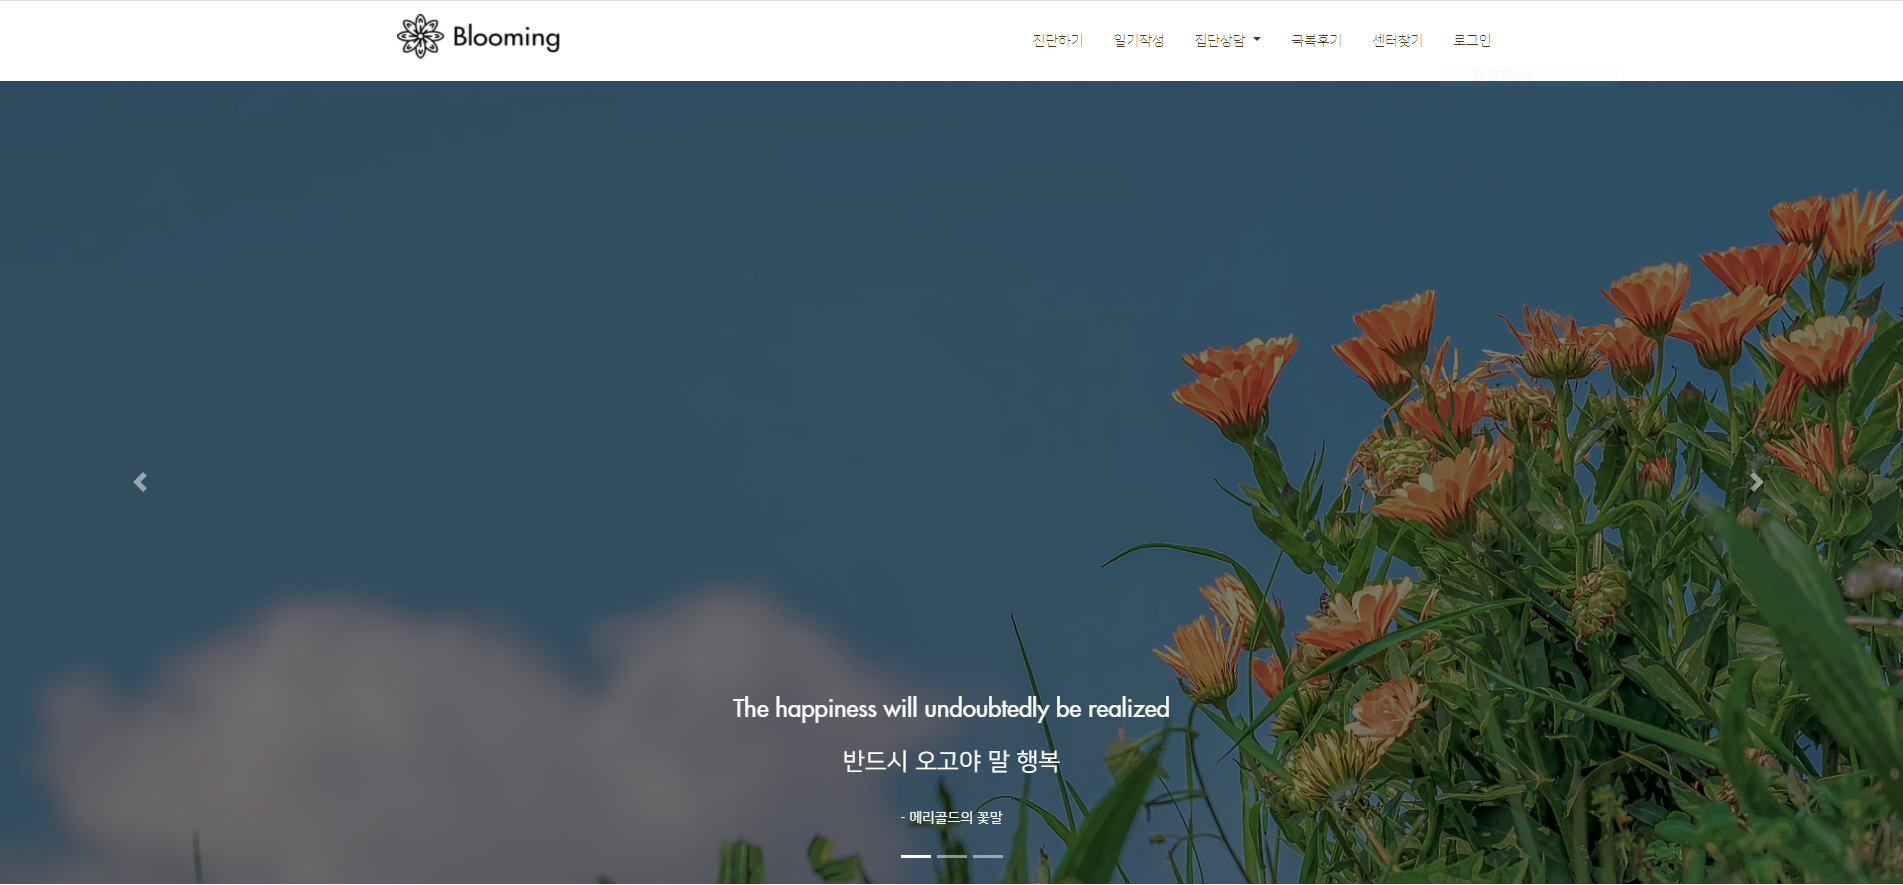 Blooming
진단하기 일기작성 집단상담 극복후기 센터찾기 로그인
The happiness will undoubtedly be realized
반드시 오고야 말 행복
- 메리골드의 꽃말